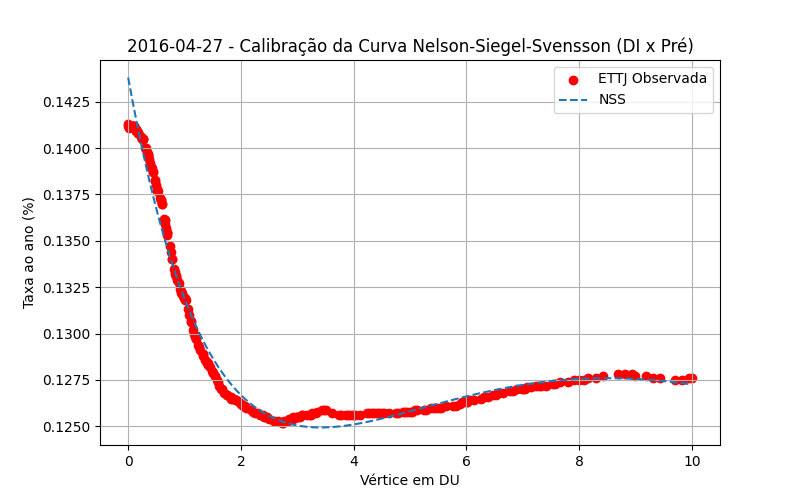 2016-04-27 - Calibração da Curva Nelson-Siegel-Svensson (DI x Pré)
ETTJ Observada
NSS
Taxa ao ano (%)
0.1425
0.1400
0.1375
0.1350
0.1325
0.1300
0.1275
0.1250
0 2 4 6 8 10
Vértice em DU